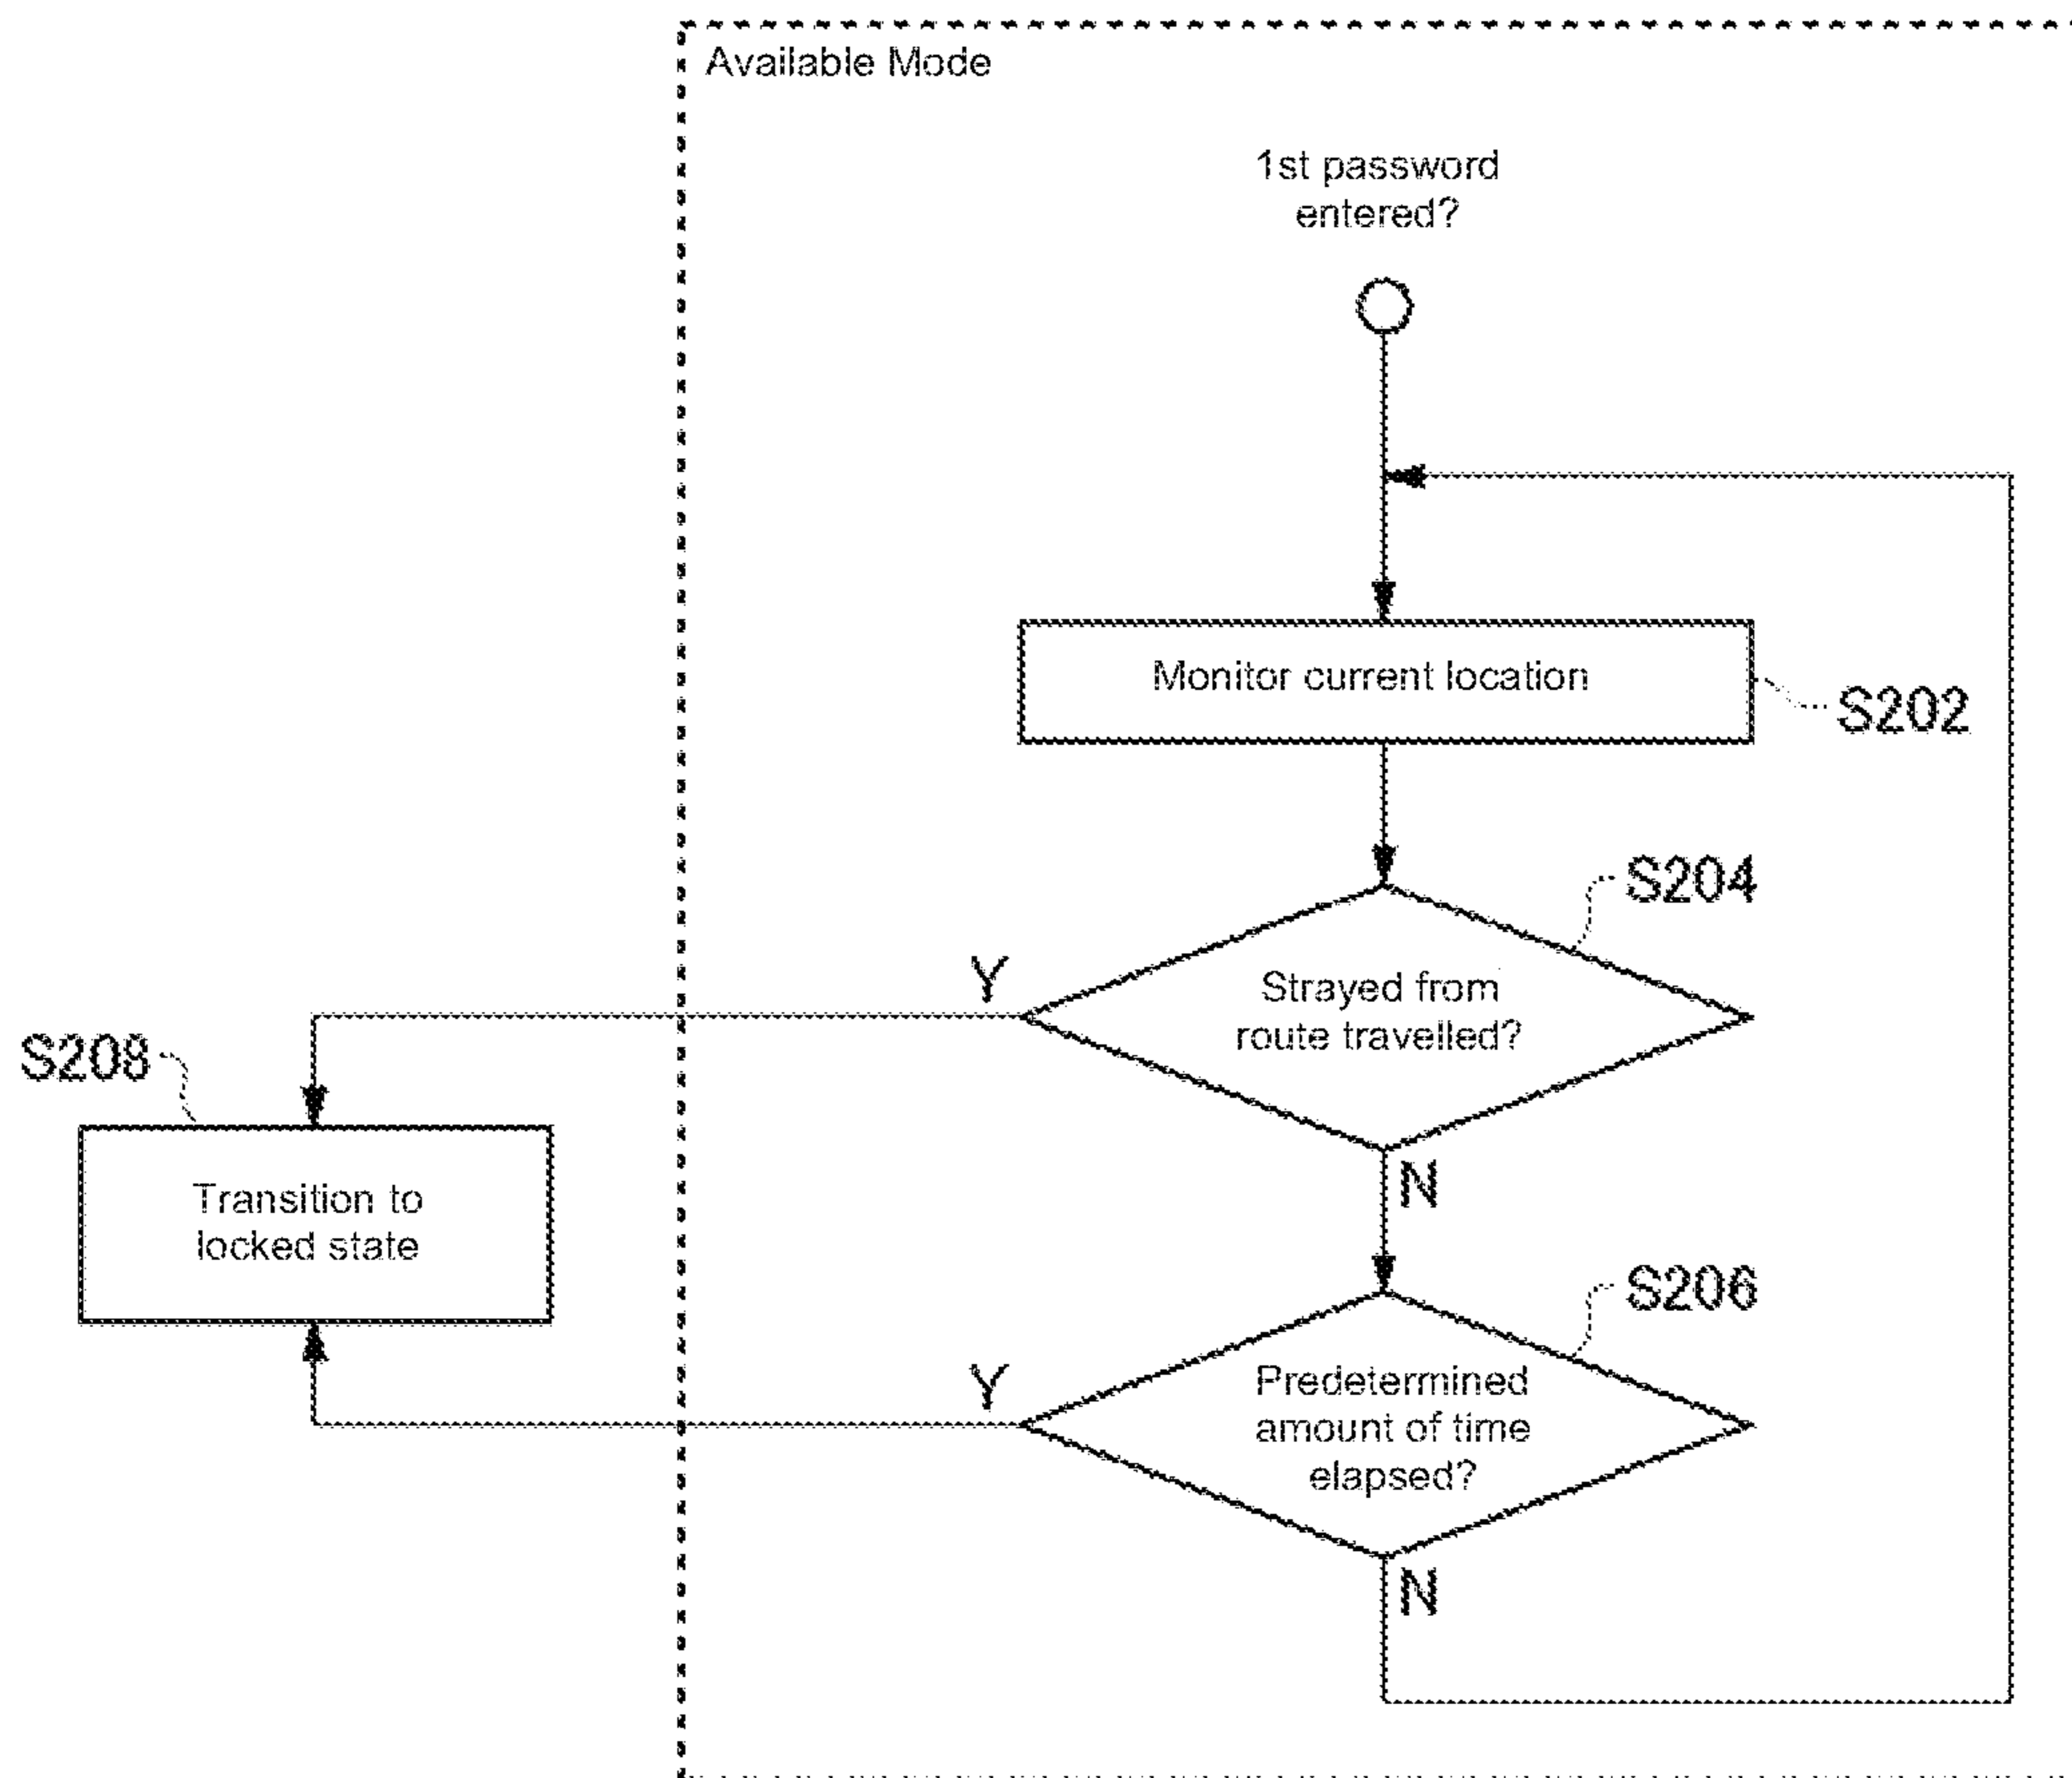 Available Mode
1st password
entered?
Monitor current location
S202
S204
Y
Strayed from
route travelled?
S208
N
Transition to
locked state
S206
Y
Predetermined
amount of time
elapsed?
N